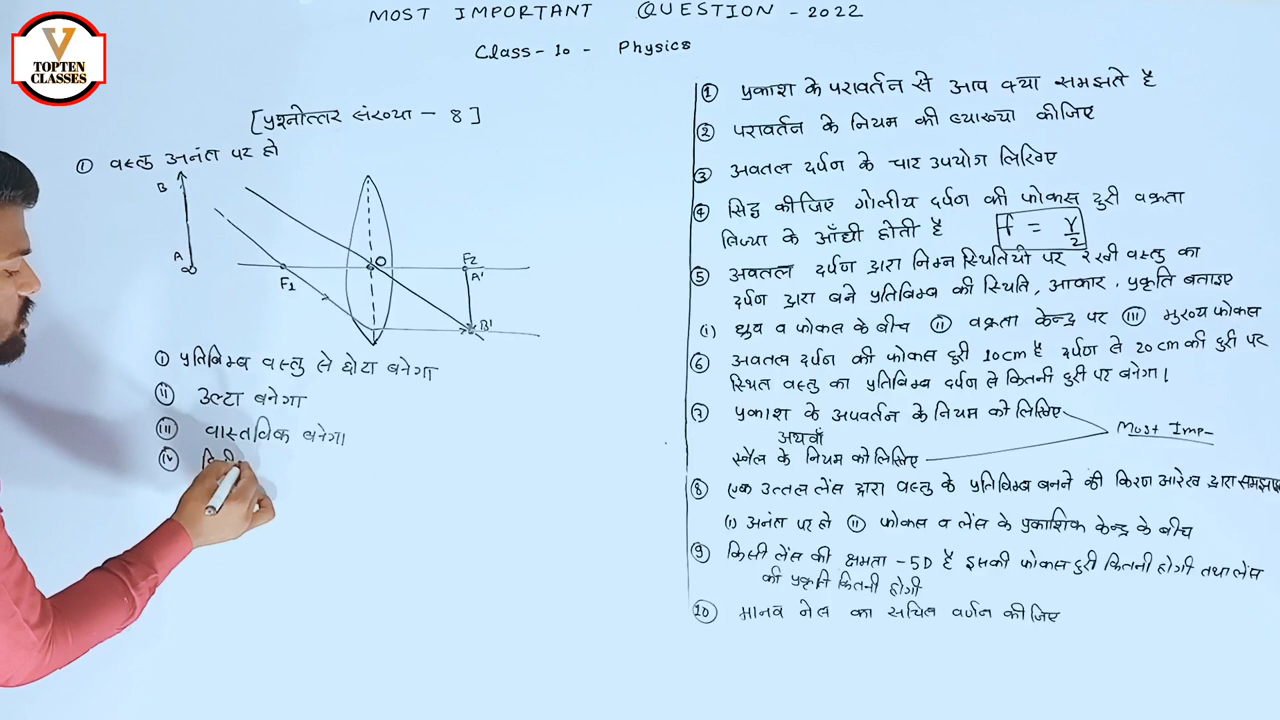 V
TOPTEN
CLASSES
MOST IMPORTANT QUESTION - 2022
Class - 10 - Physics
[प्रश्नोत्तर संख्या - 8]
① वस्तु अनंत पर हो
B
A
O
F1
F2
A'
B'
① प्रतिबिम्ब वस्तु से छोटा बनेगा
(ii) उल्टा बनेगा
(iii) वास्तविक बनेगा
(iv)
① प्रकाश के परावर्तन से आप क्या समझते है
② परावर्तन के नियम की व्याख्या कीजिए
③ अवतल दर्पण के चार उपयोग लिखिए
④ सिद्ध कीजिए गोलीय दर्पन की फोकस दुरी वक्रता
त्रिज्या के आँधी होती है f = r/2
⑤ अवतल दर्पण द्वारा निम्न स्थितियो पर रखी वस्तु का
दर्पण द्वारा बने प्रतिबिम्ब की स्थिति, आकार, प्रकृति बताइए
(i) ध्रुव व फोकस के बीच (ii) वक्रता केन्द्र पर (iii) मुख्य फोकस
⑥ अवतल दर्पन की फोकस दुरी 10cm है दर्पण से 20cm की दुरी पर
स्थित वस्तु का प्रतिबिम्ब दर्पन से कितनी दुरी पर बनेगा।
⑦ प्रकाश के अपवर्तन के नियम को लिखिए
अथवाँ
Most Imp-
स्नैल के नियम को लिखिए
⑧ एक उत्तल लेंस द्वारा वस्तु के प्रतिबिम्ब बनने की किरण आरेख द्वारा
(i) अनंत पर हो (ii) फोकस व लेंस के प्रकाशिक केन्द्र के बीच
⑨ किसी लेंस की क्षमता -5D है इसकी फोकस दुरी कितनी होगी तथा लेंस
की प्रकृति कितनी होगी
⑩ मानव नेत्र का सचित्र वर्णन कीजिए